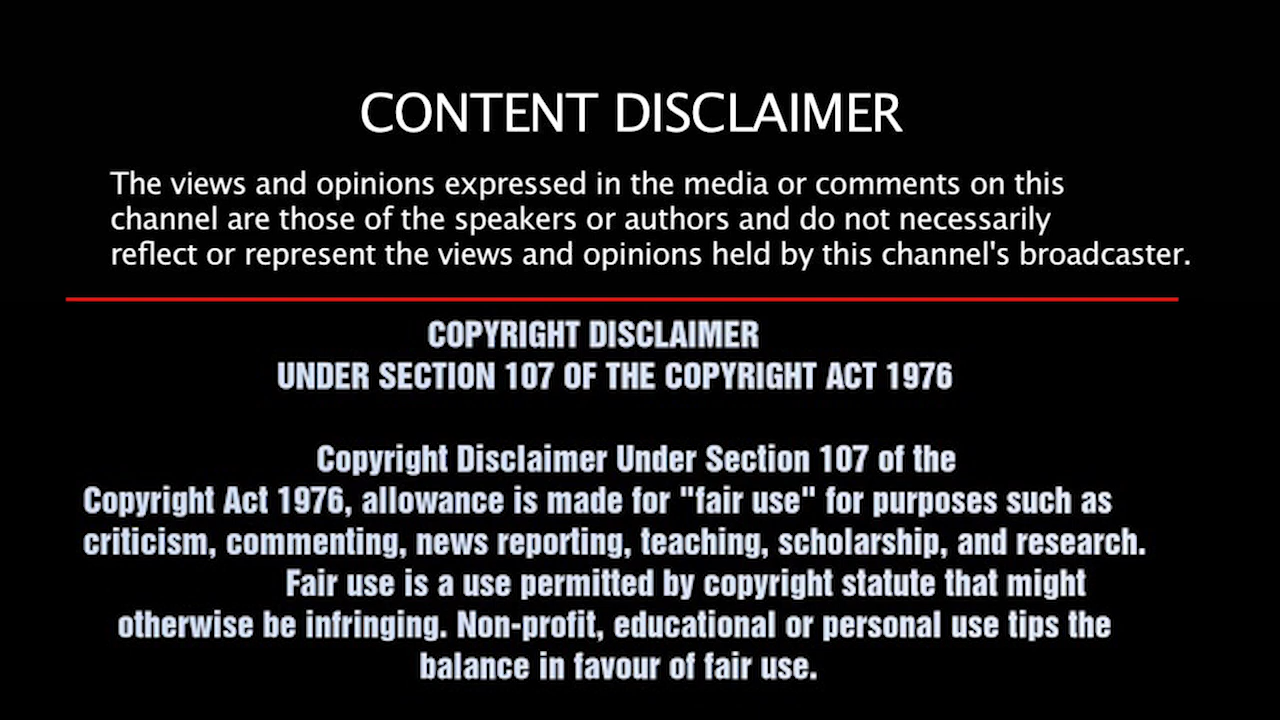 CONTENT DISCLAIMER
The views and opinions expressed in the media or comments on this
channel are those of the speakers or authors and do not necessarily
reflect or represent the views and opinions held by this channel's broadcaster.
COPYRIGHT DISCLAIMER
UNDER SECTION 107 OF THE COPYRIGHT ACT 1976
Copyright Disclaimer Under Section 107 of the
Copyright Act 1976, allowance is made for "fair use" for purposes such as
criticism, commenting, news reporting, teaching, scholarship, and research.
Fair use is a use permitted by copyright statute that might
otherwise be infringing. Non-profit, educational or personal use tips the
balance in favour of fair use.